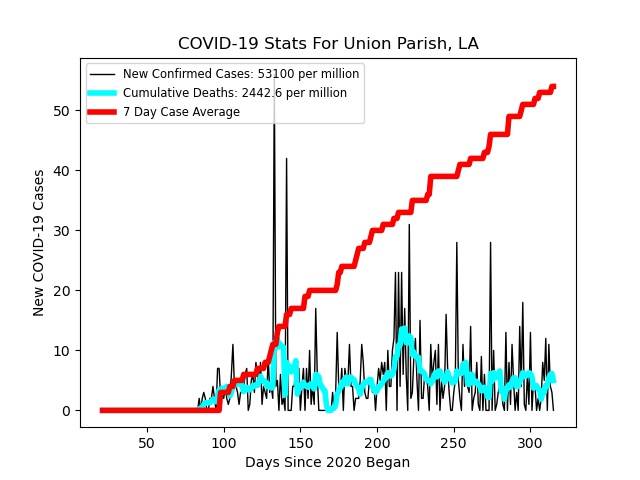 COVID-19 Stats For Union Parish, LA
New Confirmed Cases: 53100 per million
Cumulative Deaths: 2442.6 per million
7 Day Case Average
New COVID-19 Cases
50
40
30
20
10
0
50 100 150 200 250 300
Days Since 2020 Began